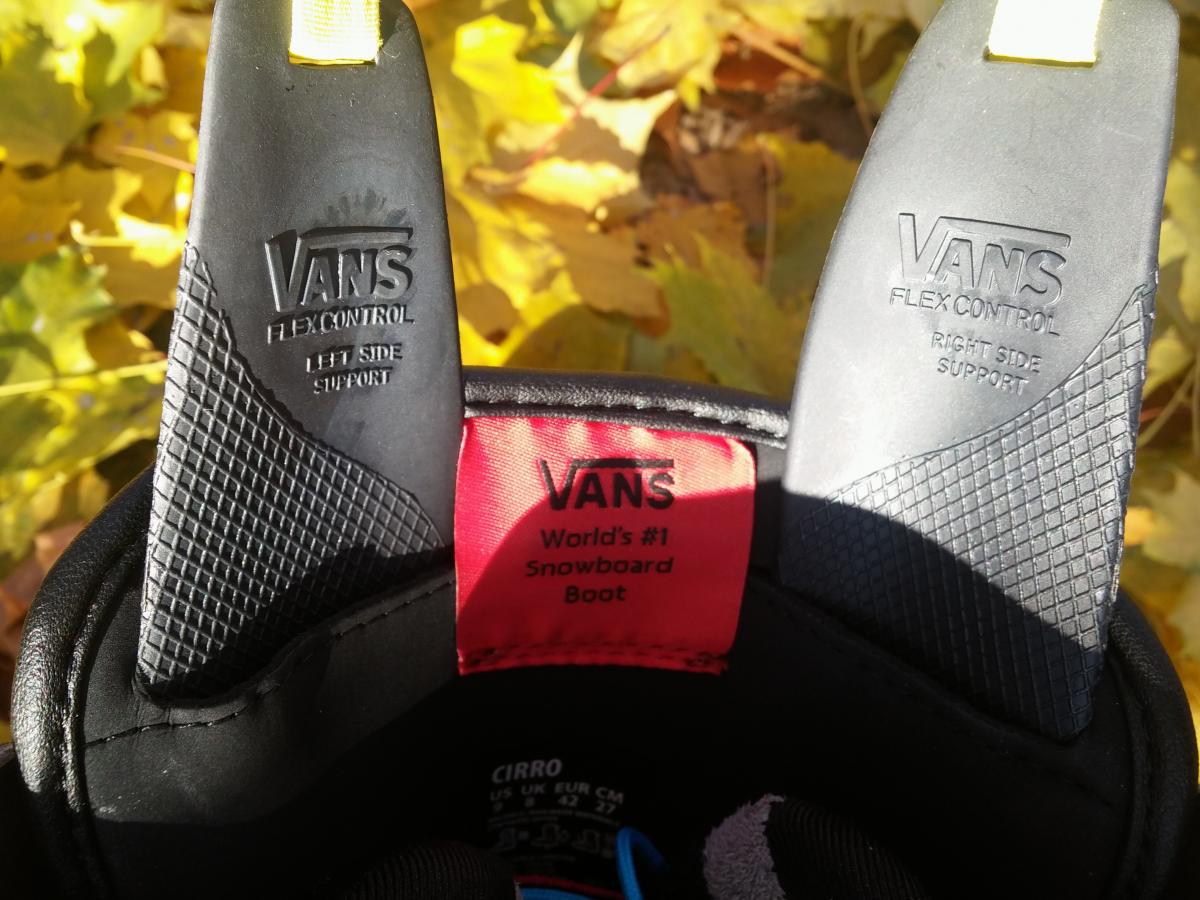 VANS
FLEX CONTROL
LEFT SIDE
SUPPORT
VANS
FLEX CONTROL
RIGHT SIDE
SUPPORT
VANS
World's #1
Snowboard
Boot
CIRRO
US UK EUR CM
9 8 42 27